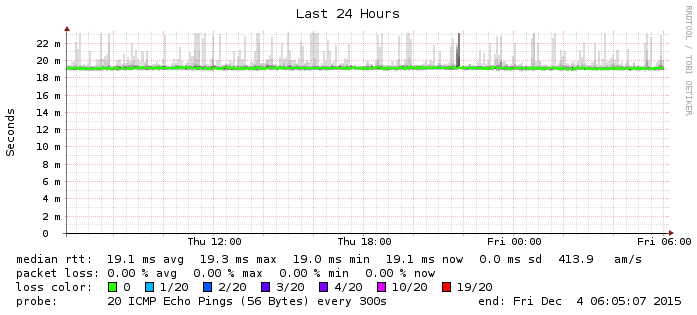 Last 24 Hours
RRDTOOL / TOBI OETIKER
Seconds
22 m
20 m
18 m
16 m
14 m
12 m
10 m
8 m
6 m
4 m
2 m
0
Thu 12:00 Thu 18:00 Fri 00:00 Fri 06:00
median rtt: 19.1 ms avg 19.3 ms max 19.0 ms min 19.1 ms now 0.0 ms sd 413.9 am/s
packet loss: 0.00 % avg 0.00 % max 0.00 % min 0.00 % now
loss color: 0 1/20 2/20 3/20 4/20 10/20 19/20
probe: 20 ICMP Echo Pings (56 Bytes) every 300s end: Fri Dec 4 06:05:07 2015